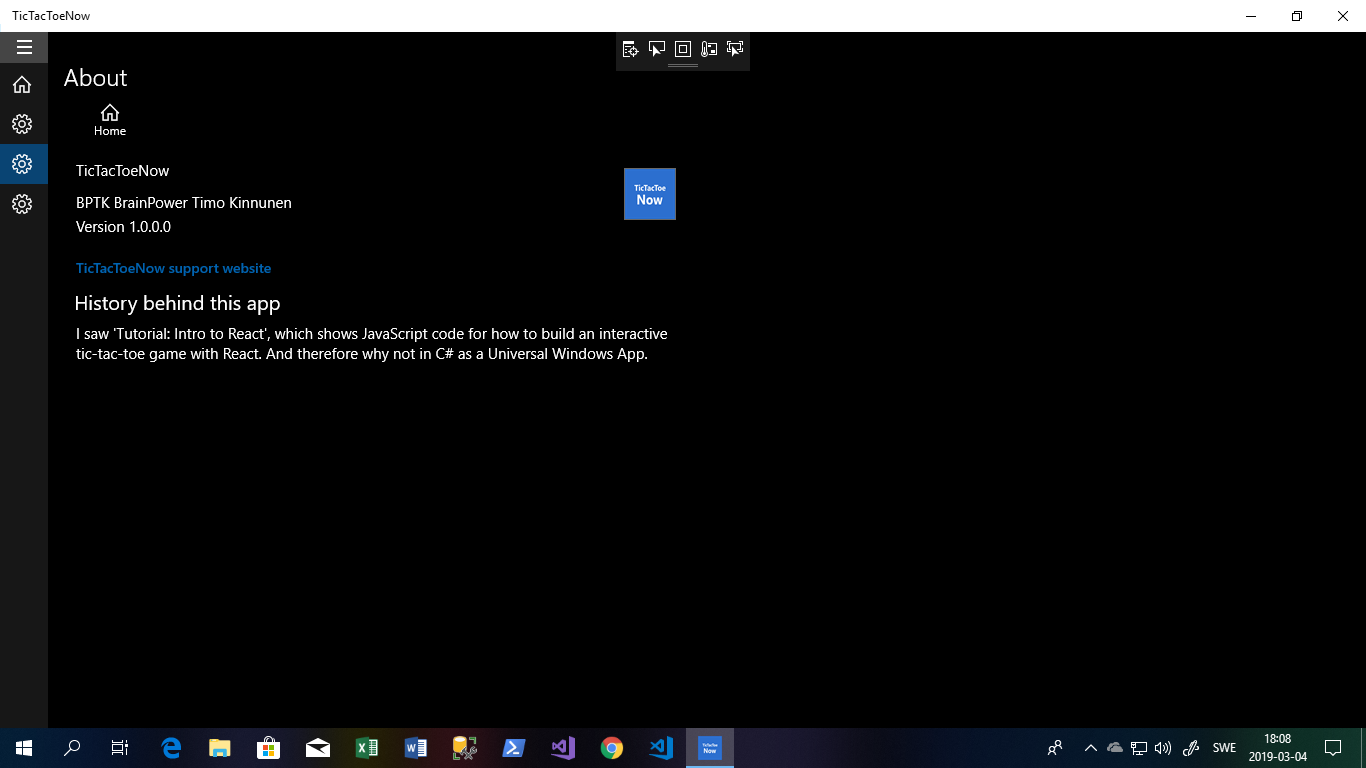 TicTacToeNow
About
Home
TicTacToeNow
TicTacToe
Now
BPTK BrainPower Timo Kinnunen
Version 1.0.0.0
TicTacToeNow support website
History behind this app
I saw 'Tutorial: Intro to React', which shows JavaScript code for how to build an interactive
tic-tac-toe game with React. And therefore why not in C# as a Universal Windows App.
TicTacToe
Now
SWE
18:08
2019-03-04